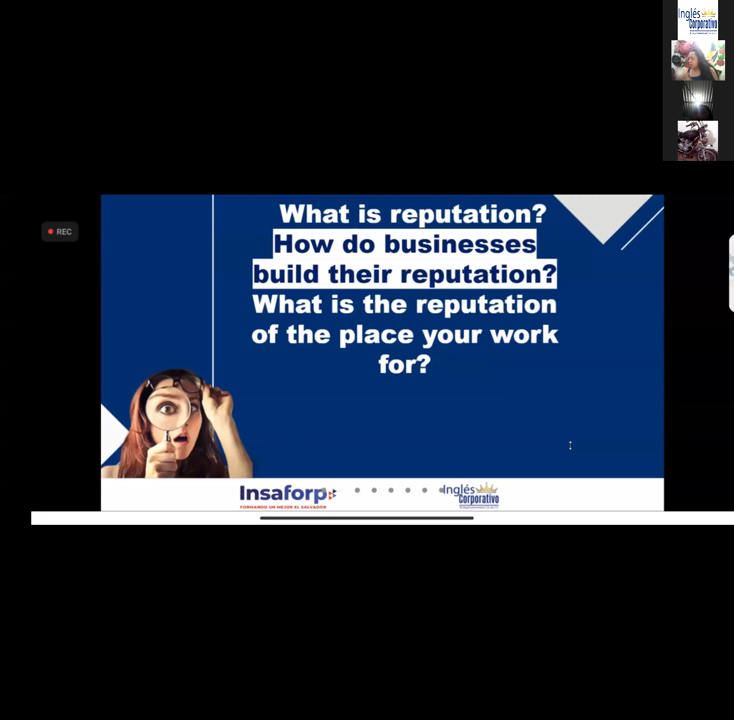 Inglés
Corporativo
REC
What is reputation?
How do businesses
build their reputation?
What is the reputation
of the place your work
for?
Insaforp
FORMANDO UN MEJOR EL SALVADOR
Inglés
Corporativo